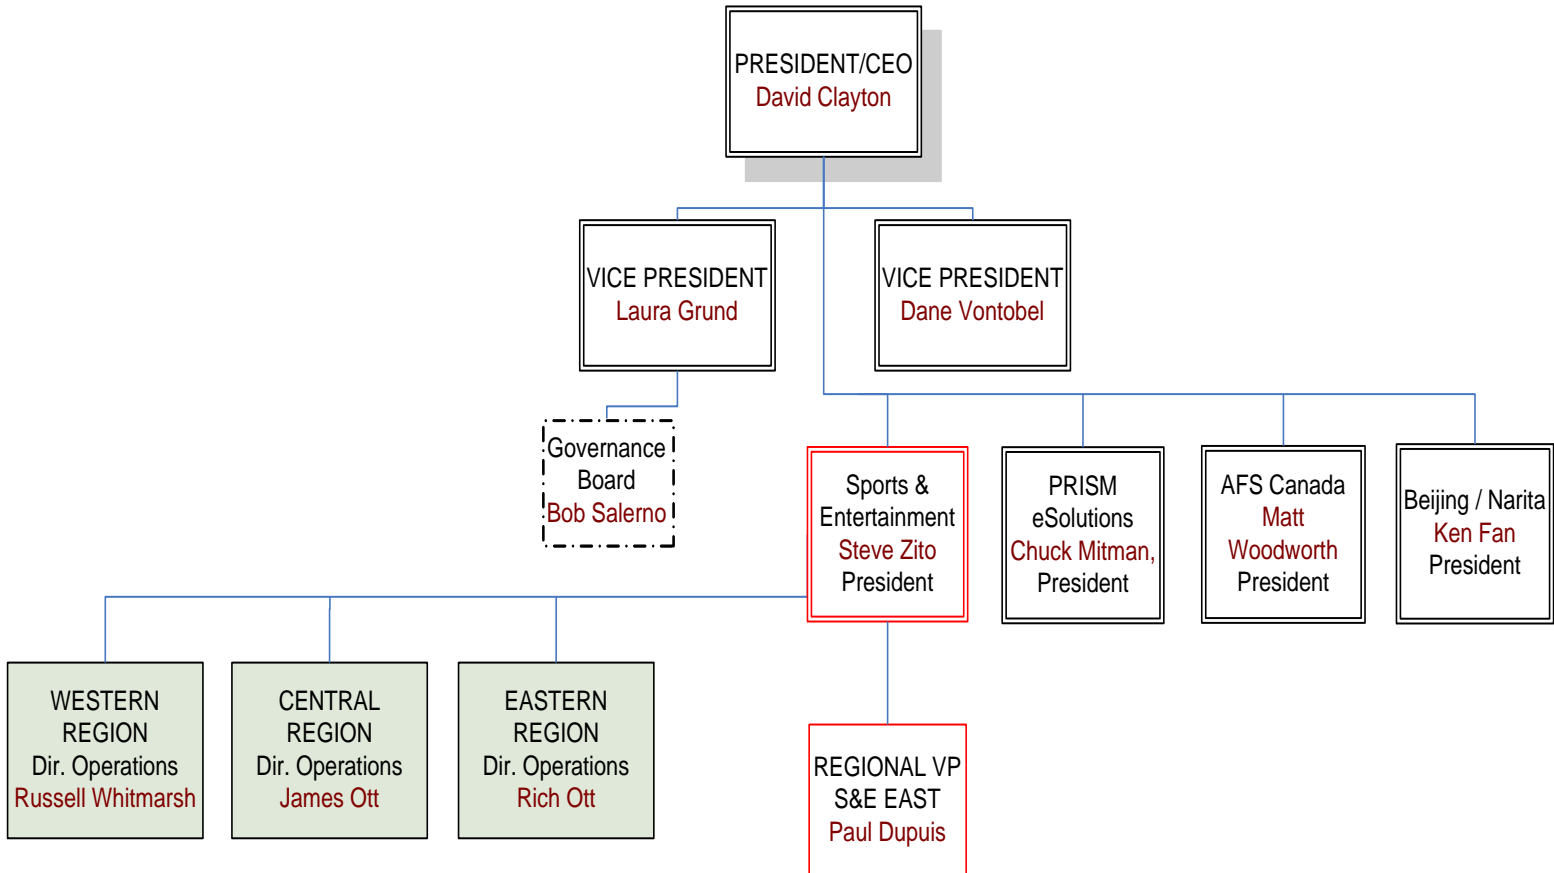 PRESIDENT/CEO
David Clayton
VICE PRESIDENT
Laura Grund
VICE PRESIDENT
Dane Vontobel
Governance
Board
Bob Salerno
Sports &
Entertainment
Steve Zito
President
PRISM
eSolutions
Chuck Mitman,
President
AFS Canada
Matt
Woodworth
President
Beijing / Narita
Ken Fan
President
WESTERN
REGION
Dir. Operations
Russell Whitmarsh
CENTRAL
REGION
Dir. Operations
James Ott
EASTERN
REGION
Dir. Operations
Rich Ott
REGIONAL VP
S&E EAST
Paul Dupuis